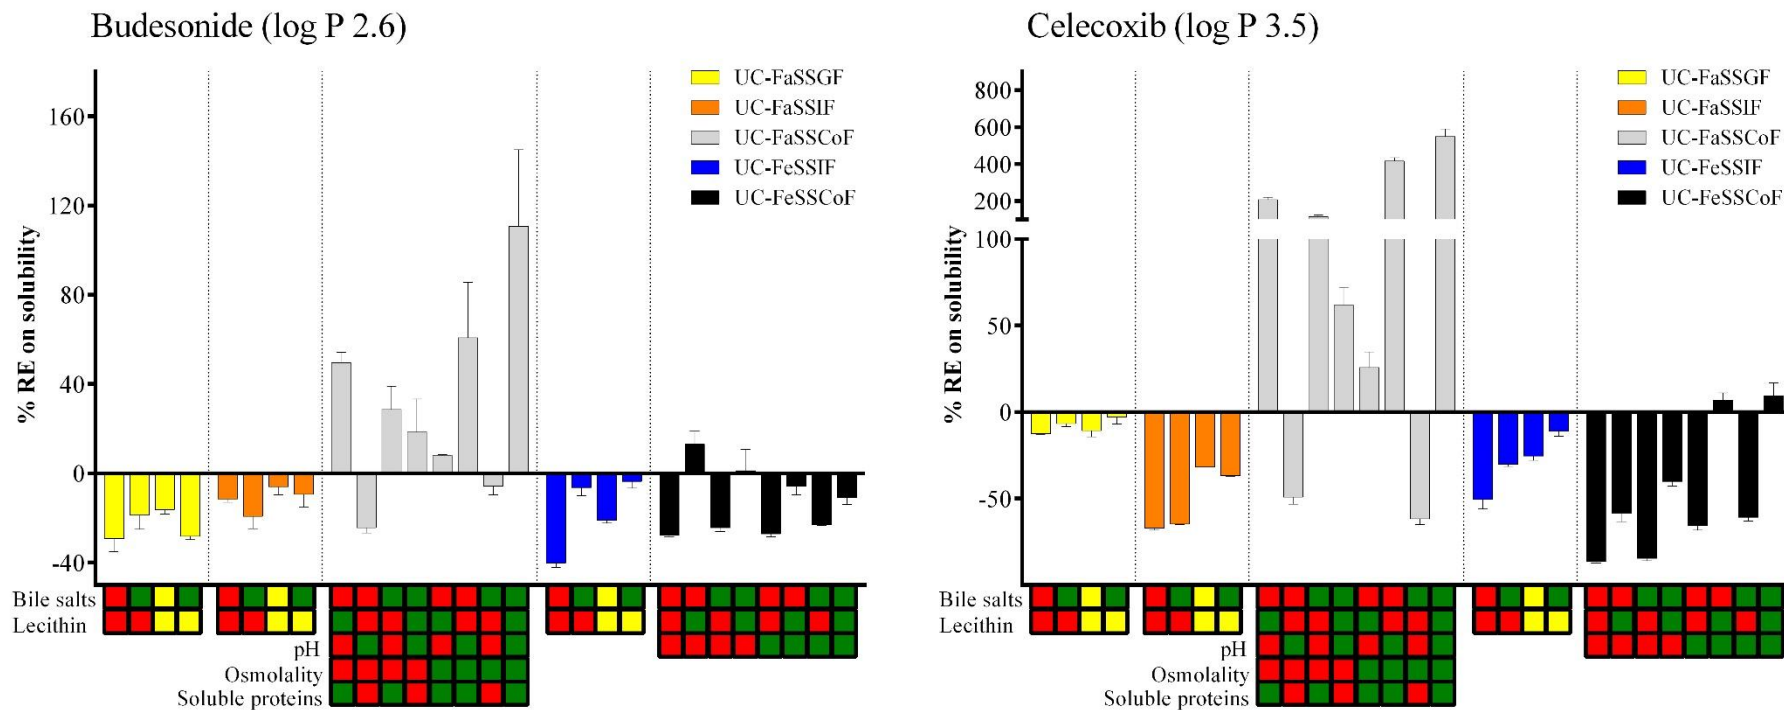 Budesonide (log P 2.6)
% RE on solubility
160
120
80
40
0
-40
UC-FaSSGF
UC-FaSSIF
UC-FaSSCoF
UC-FeSSIF
UC-FeSSCoF
Bile salts
Lecithin
pH
Osmolality
Soluble proteins
Celecoxib (log P 3.5)
% RE on solubility
800
600
400
200
100
50
0
-50
UC-FaSSGF
UC-FaSSIF
UC-FaSSCoF
UC-FeSSIF
UC-FeSSCoF
Bile salts
Lecithin
pH
Osmolality
Soluble proteins